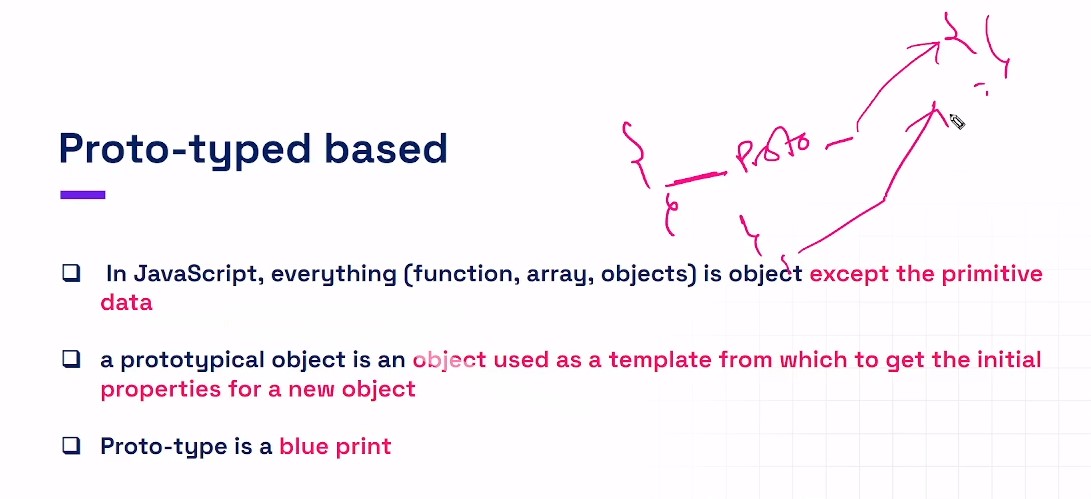 Proto
Proto-typed based
In JavaScript, everything (function, array, objects) is object except the primitive
data
a prototypical object is an object used as a template from which to get the initial
properties for a new object
Proto-type is a blue print